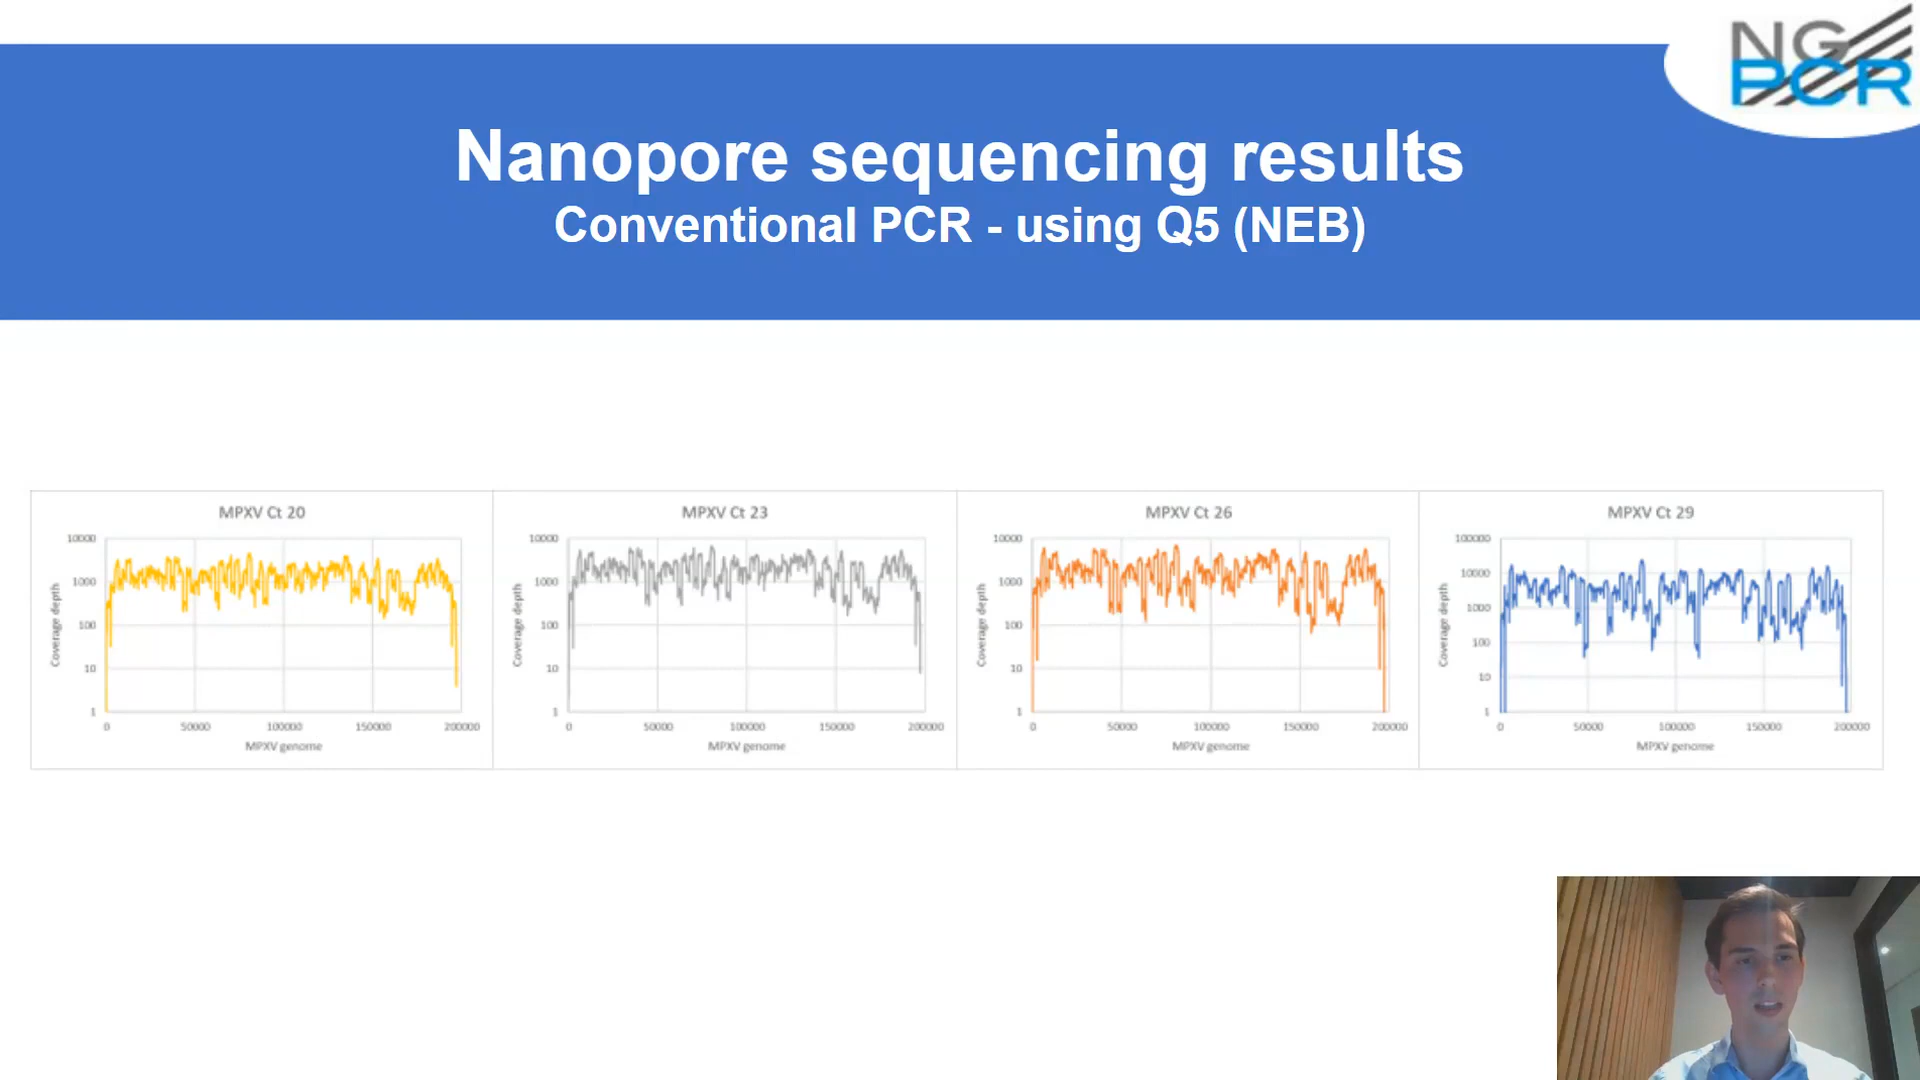 NG
PCR
Nanopore sequencing results
Conventional PCR - using Q5 (NEB)
MPXV Ct 20
10000
1000
100
10
1
Coverage depth
0 50000 100000 150000 200000
MPXV genome
MPXV Ct 23
10000
1000
100
10
1
Coverage depth
0 50000 100000 150000 200000
MPXV genome
MPXV Ct 26
10000
1000
100
10
1
Coverage depth
0 50000 100000 150000 200000
MPXV genome
MPXV Ct 29
100000
10000
1000
100
10
1
Coverage depth
0 50000 100000 150000 200000
MPXV genome